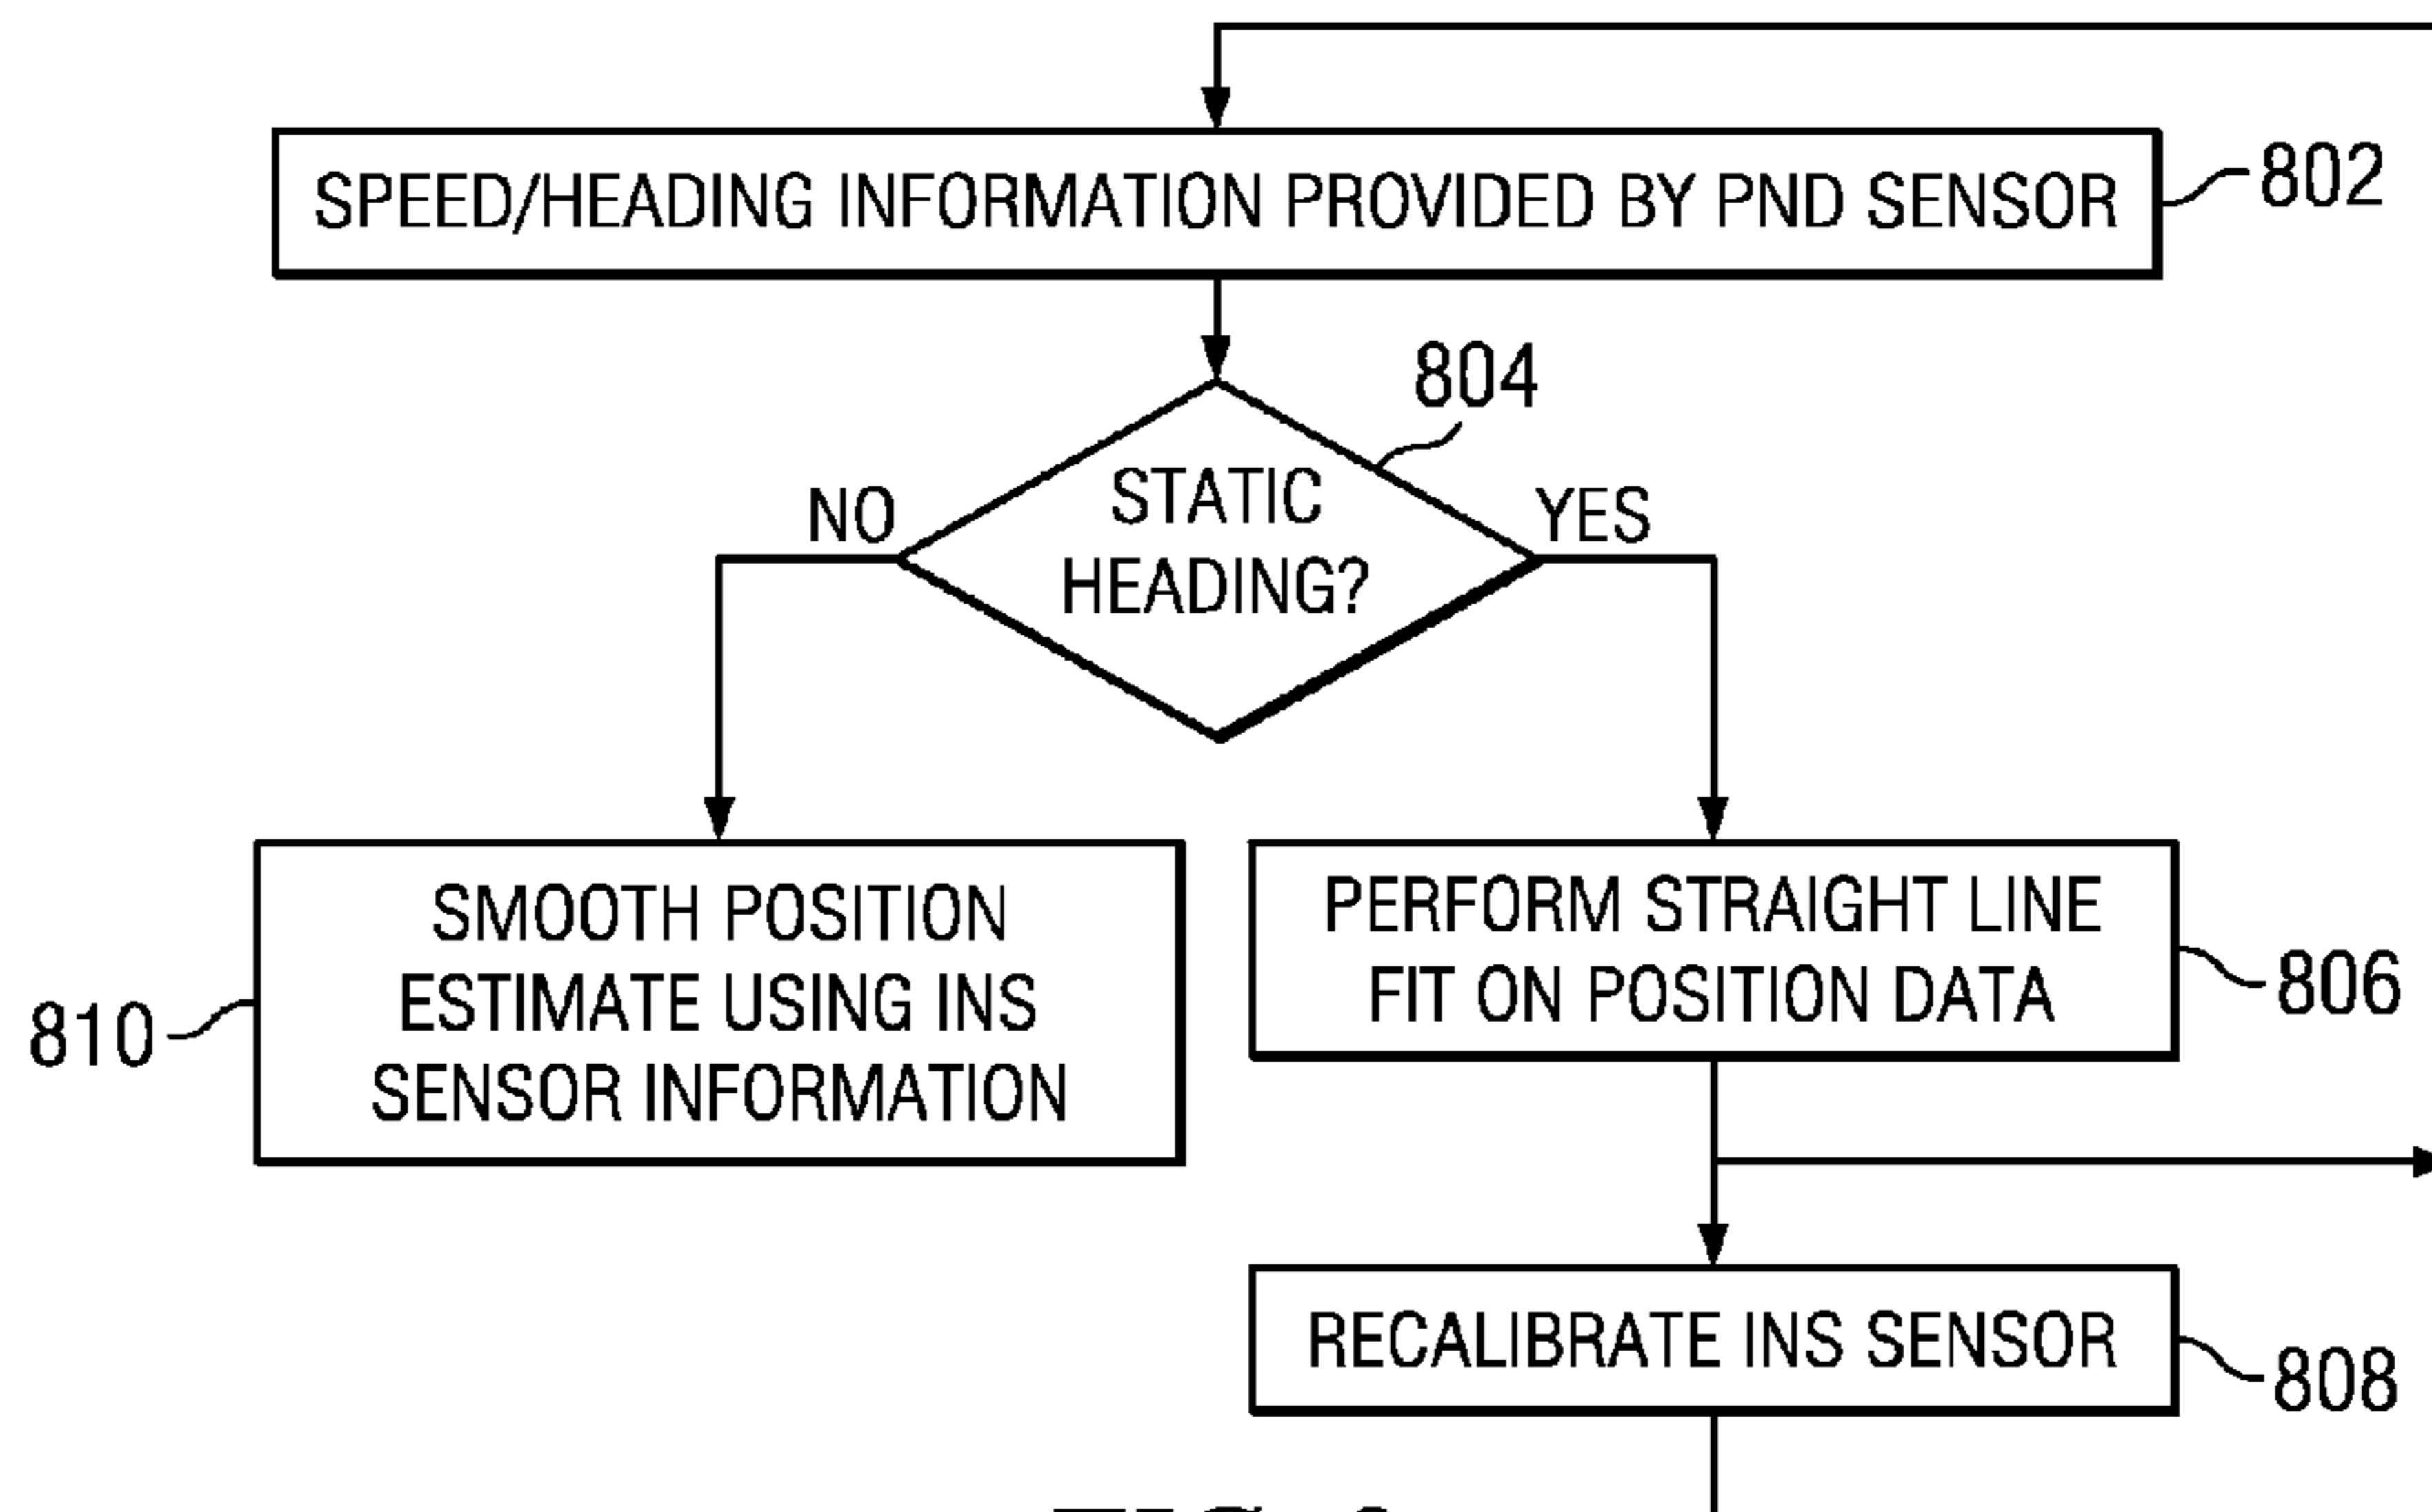 SPEED/HEADING INFORMATION PROVIDED BY PND SENSOR
802
804
STATIC
HEADING?
NO
YES
SMOOTH POSITION
ESTIMATE USING INS
SENSOR INFORMATION
810
PERFORM STRAIGHT LINE
FIT ON POSITION DATA
806
RECALIBRATE INS SENSOR
808